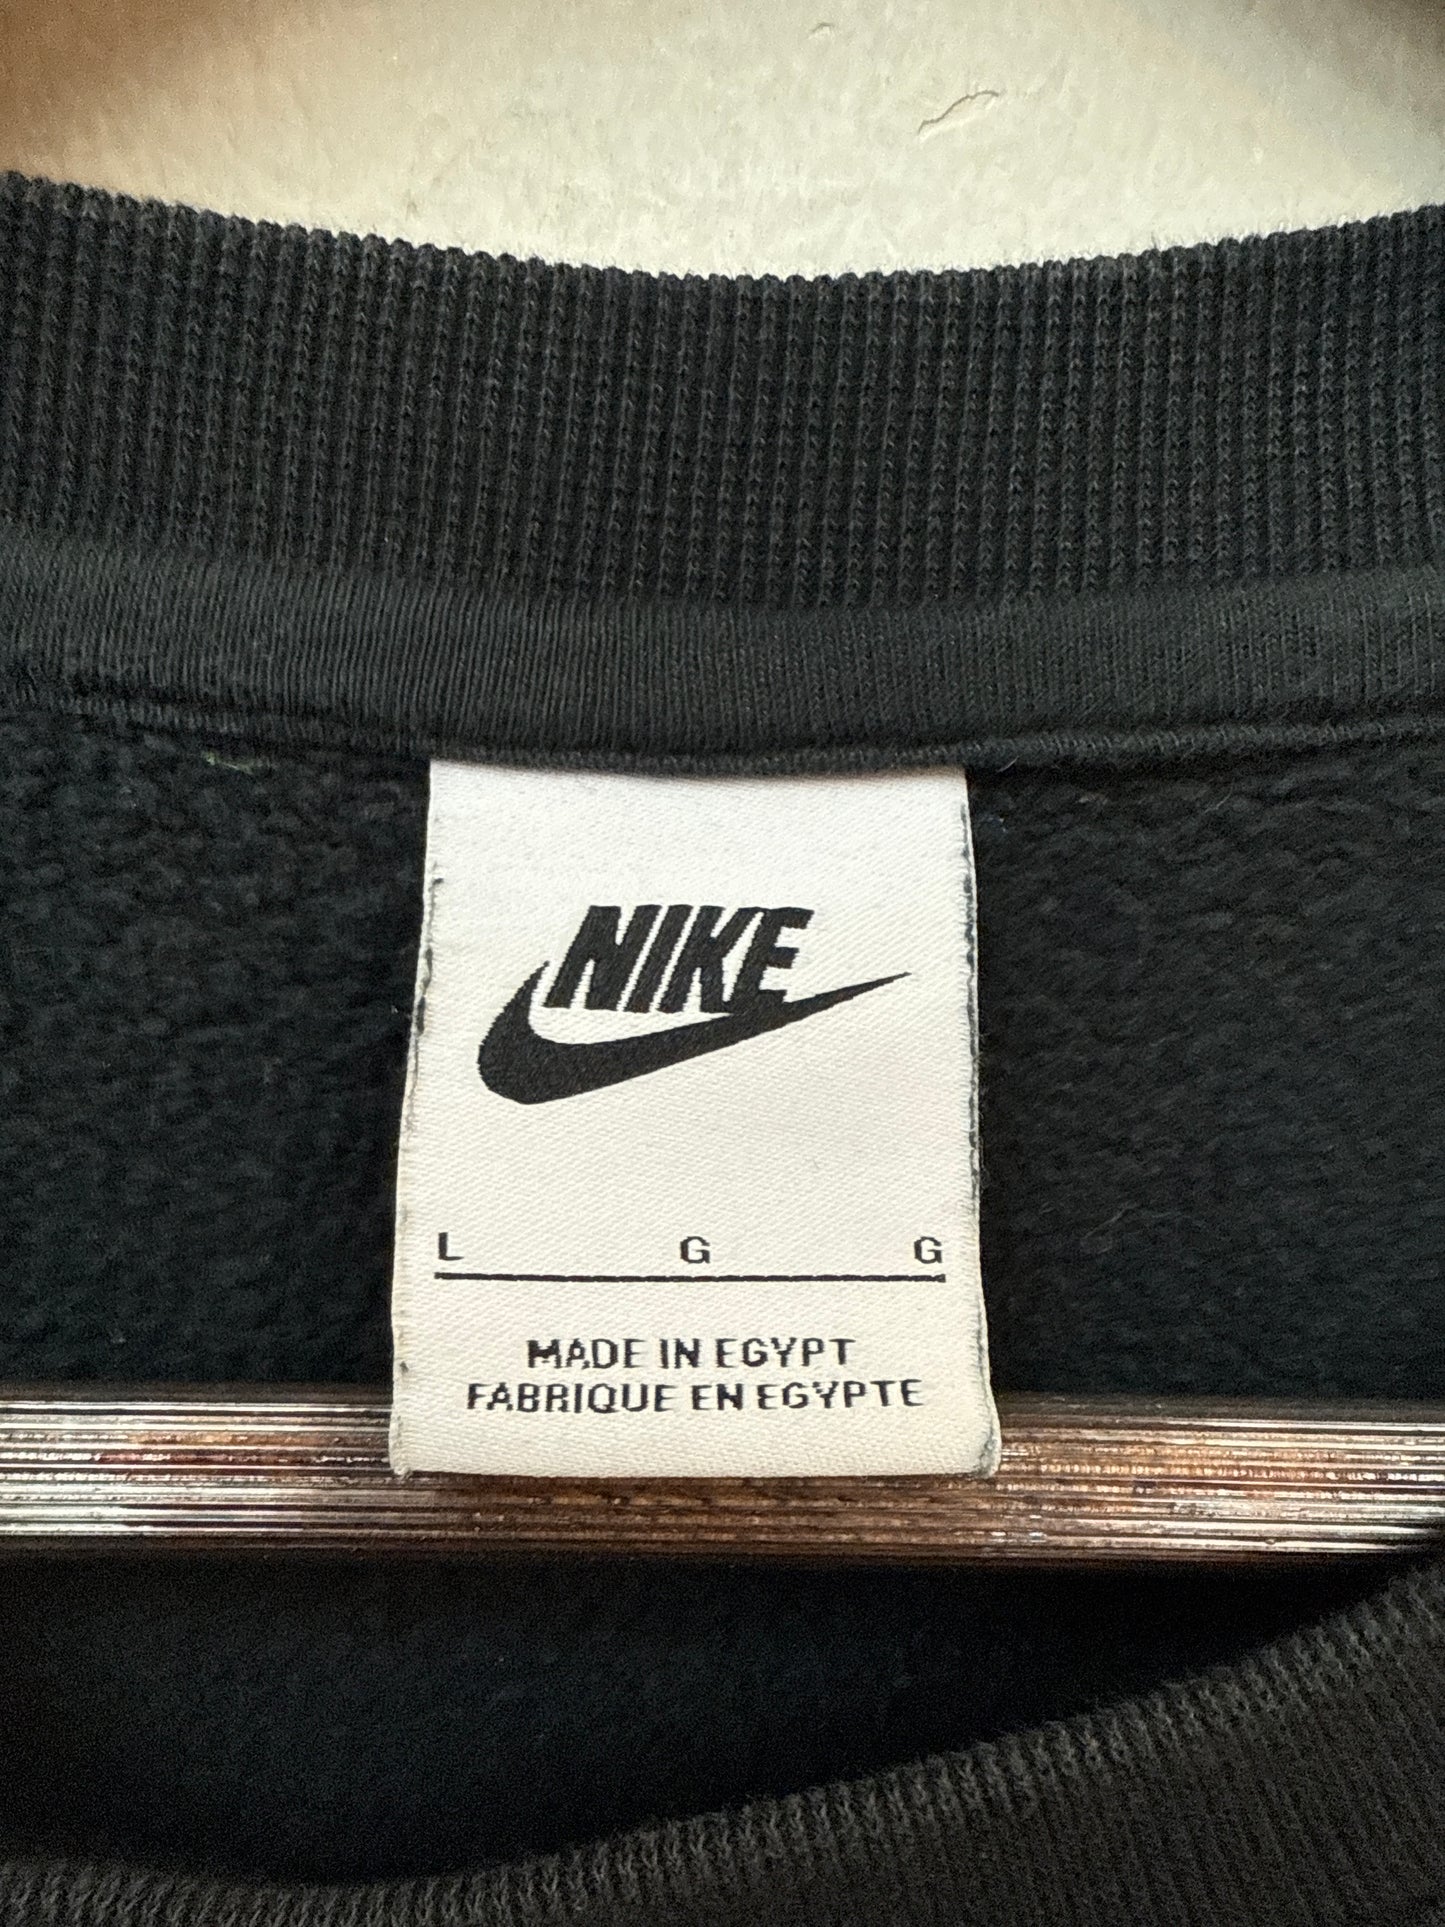 NIKE
L G G
MADE IN EGYPT
FABRIQUE EN EGYPTE